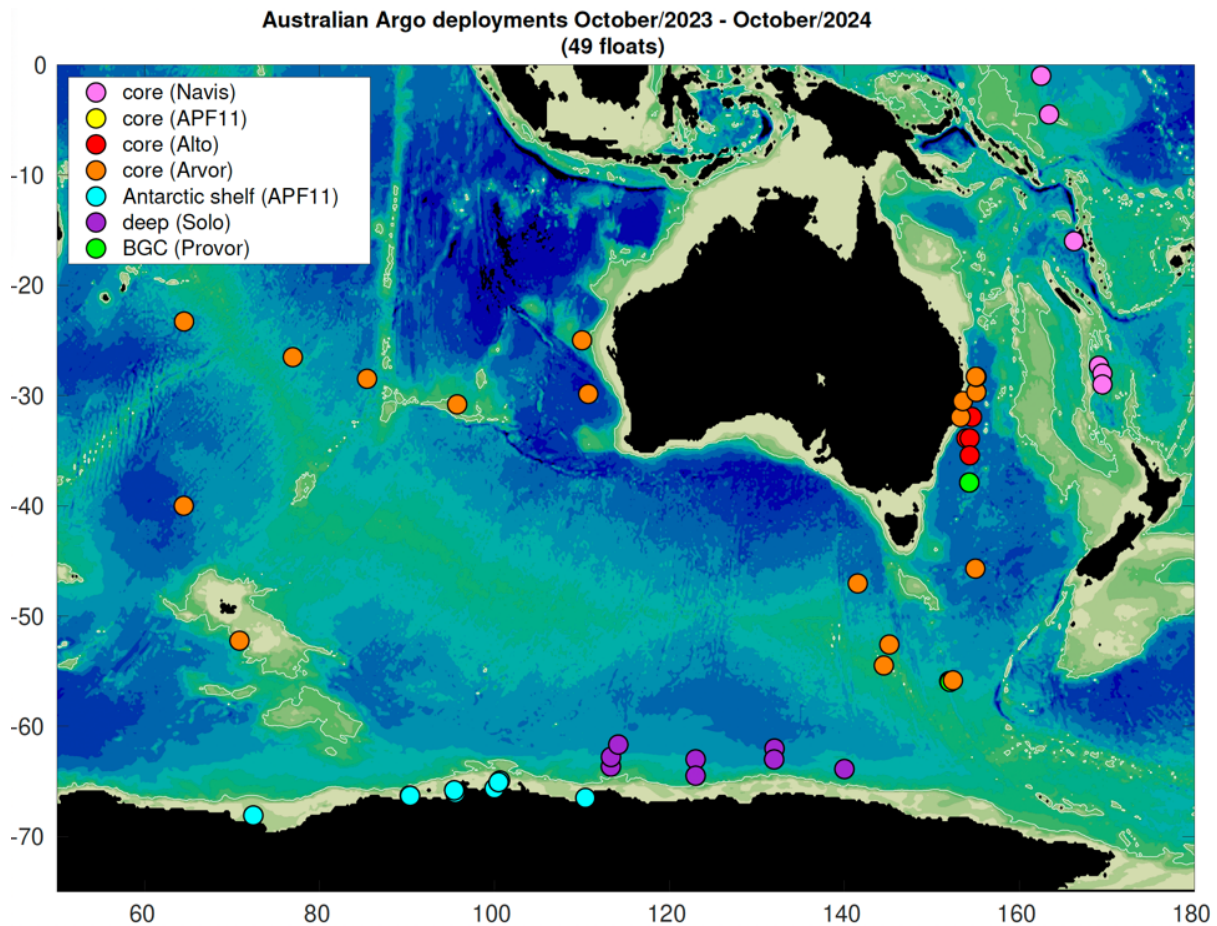 Australian Argo deployments October/2023 - October/2024
(49 floats)
0
-10
-20
-30
-40
-50
-60
-70
core (Navis)
core (APF11)
core (Alto)
core (Arvor)
Antarctic shelf (APF11)
deep (Solo)
BGC (Provor)
60 80 100 120 140 160 180